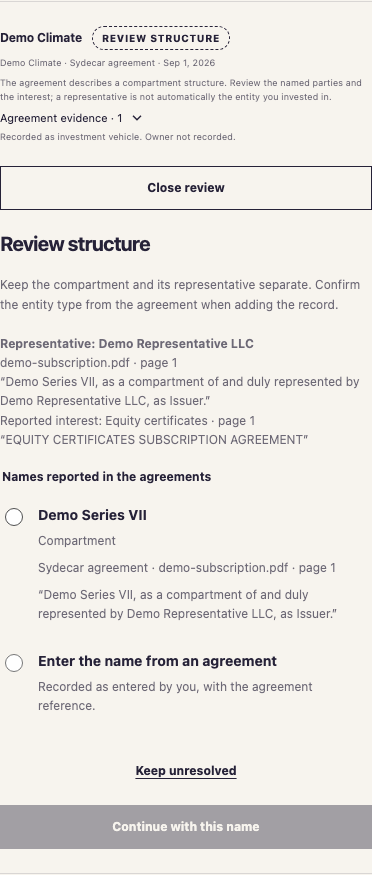 Demo Climate REVIEW STRUCTURE
Demo Climate · Sydecar agreement · Sep 1, 2026
The agreement describes a compartment structure. Review the named parties and
the interest; a representative is not automatically the entity you invested in.
Agreement evidence · 1
Recorded as investment vehicle. Owner not recorded.
Close review
Review structure
Keep the compartment and its representative separate. Confirm
the entity type from the agreement when adding the record.
Representative: Demo Representative LLC
demo-subscription.pdf · page 1
“Demo Series VII, as a compartment of and duly represented by
Demo Representative LLC, as Issuer.”
Reported interest: Equity certificates · page 1
“EQUITY CERTIFICATES SUBSCRIPTION AGREEMENT”
Names reported in the agreements
Demo Series VII
Compartment
Sydecar agreement · demo-subscription.pdf · page 1
“Demo Series VII, as a compartment of and duly
represented by Demo Representative LLC, as Issuer.”
Enter the name from an agreement
Recorded as entered by you, with the agreement
reference.
Keep unresolved
Continue with this name